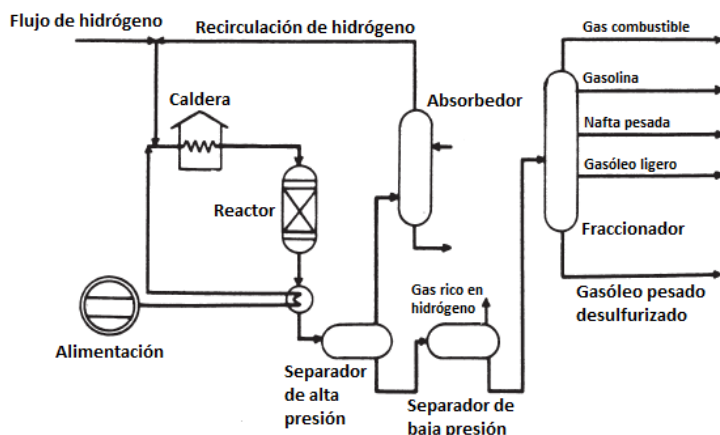 Flujo de hidrógeno
Recirculación de hidrógeno
Gas combustible
Gasolina
Nafta pesada
Gasóleo ligero
Caldera
Absorbedor
Reactor
Fraccionador
Gas rico en
hidrógeno
Gasóleo pesado
desulfurizado
Alimentación
Separador
de alta
presión
Separador de
baja presión